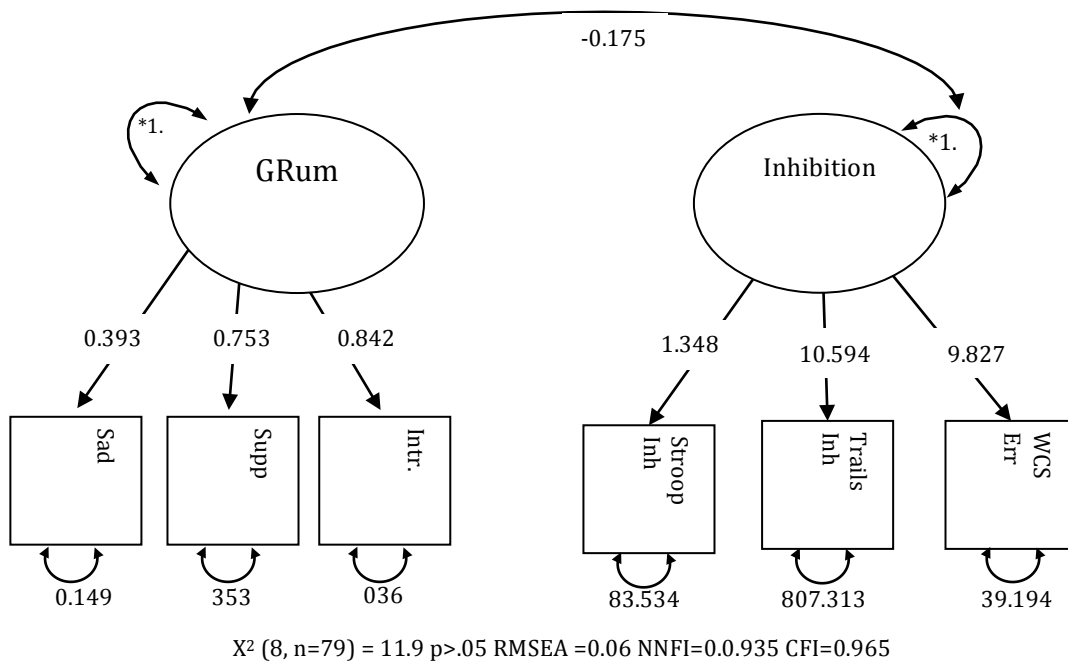 -0.175
*1.
*1.
GRum
Inhibition
0.393
0.753
0.842
1.348
10.594
9.827
Sad
Supp
Intr.
Stroop
Inh
Trails
Inh
WCS
Err
0.149
353
036
83.534
807.313
39.194
X² (8, n=79) = 11.9 p>.05 RMSEA =0.06 NNFI=0.0.935 CFI=0.965